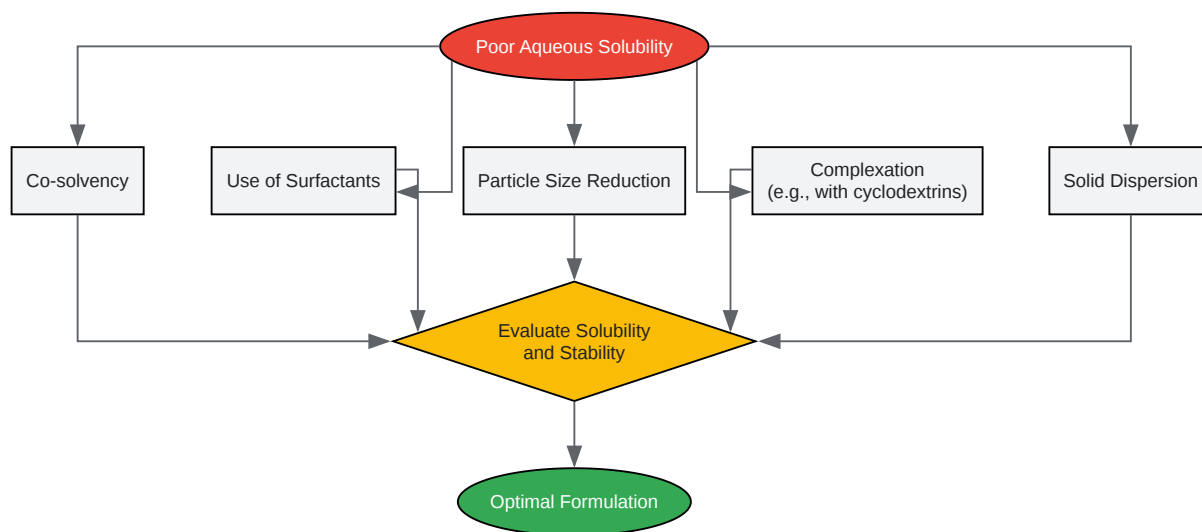 Poor Aqueous Solubility
Co-solvency
Use of Surfactants
Particle Size Reduction
Complexation
(e.g., with cyclodextrins)
Solid Dispersion
Evaluate Solubility
and Stability
Optimal Formulation